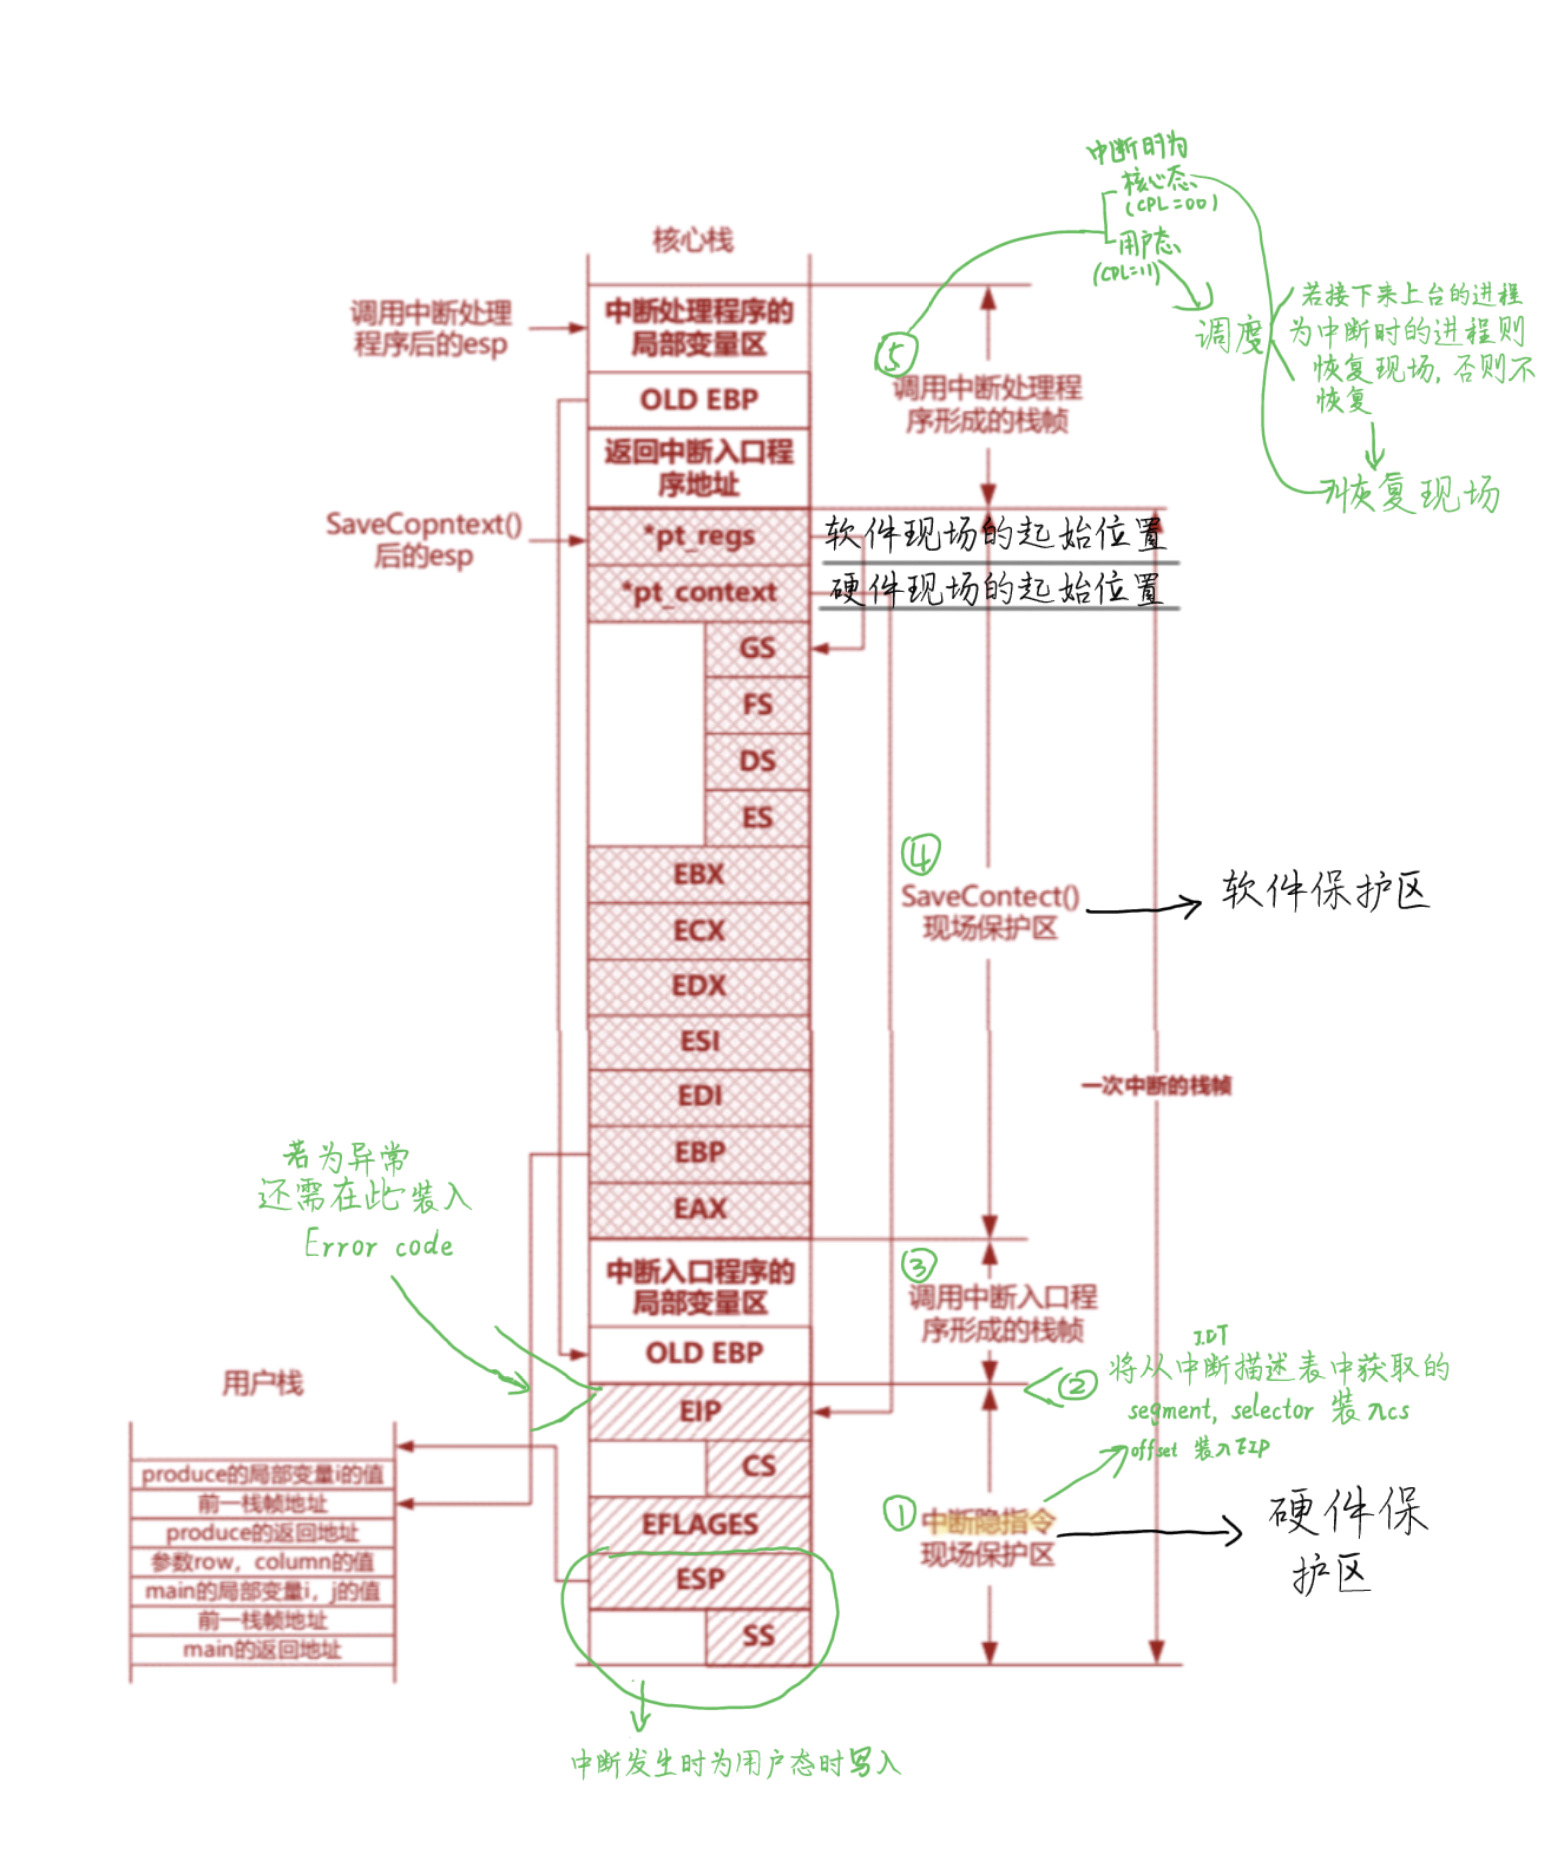 中断时为
核心态
(CPL=00)
用户态
(CPL=11)
调度
若接下来上台的进程
为中断时的进程则
恢复现场,否则不
恢复
恢复现场
核心栈
调用中断处理
程序后的esp
中断处理程序的
局部变量区
⑤
调用中断处理程
序形成的栈帧
OLD EBP
返回中断入口程
序地址
SaveCopntext()
后的esp
*pt_regs
软件现场的起始位置
*pt_context
硬件现场的起始位置
GS
FS
DS
ES
EBX
ECX
EDX
ESI
EDI
EBP
EAX
④
SaveContect()
现场保护区
软件保护区
一次中断的栈帧
若为异常
还需在此装入
Error code
中断入口程序的
局部变量区
③
调用中断入口程
序形成的栈帧
OLD EBP
IDT
② 将从中断描述表中获取的
segment, selector 装入cs
offset 装入EIP
EIP
CS
EFLAGES
ESP
SS
①
中断隐指令
现场保护区
硬件保
护区
用户栈
produce的局部变量i的值
前一栈帧地址
produce的返回地址
参数row，column的值
main的局部变量i，j的值
前一栈帧地址
main的返回地址
中断发生时为用户态时写入